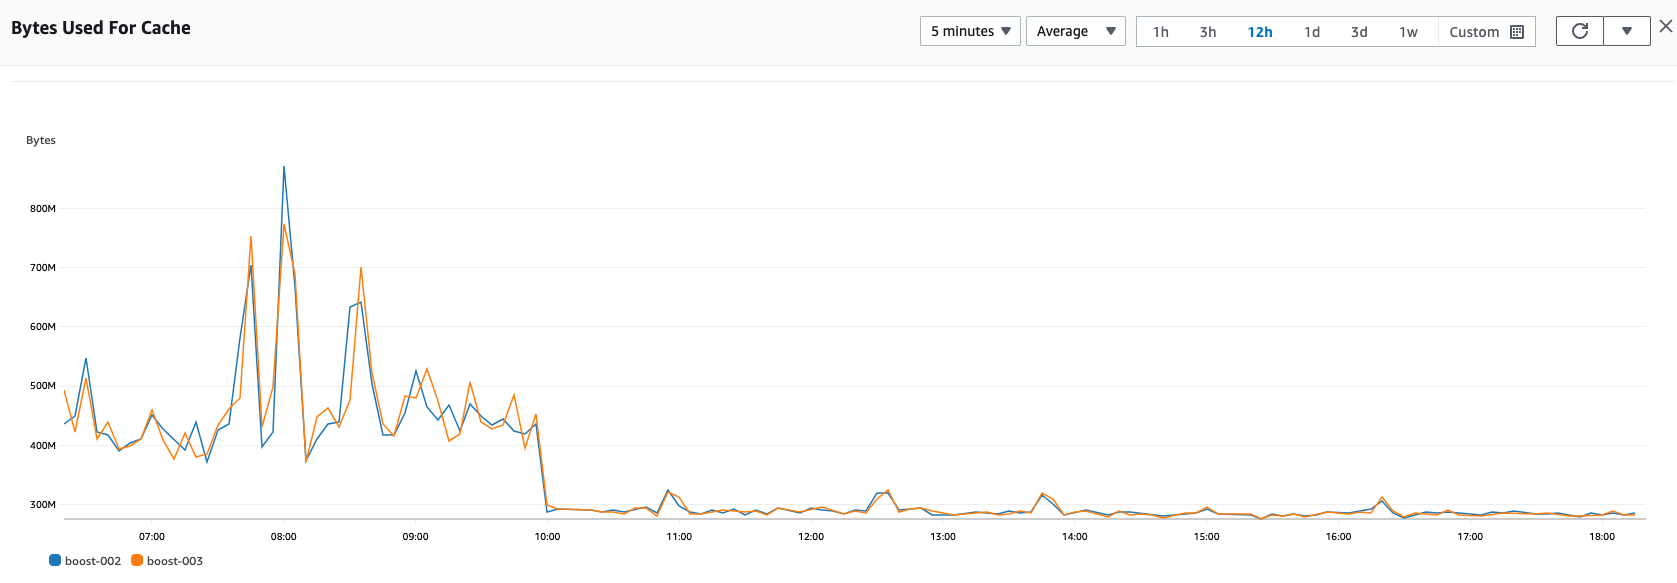 Bytes Used For Cache
5 minutes
Average
1h 3h 12h 1d 3d 1w Custom
Bytes
800M
700M
600M
500M
400M
300M
07:00 08:00 09:00 10:00 11:00 12:00 13:00 14:00 15:00 16:00 17:00 18:00
boost-002 boost-003